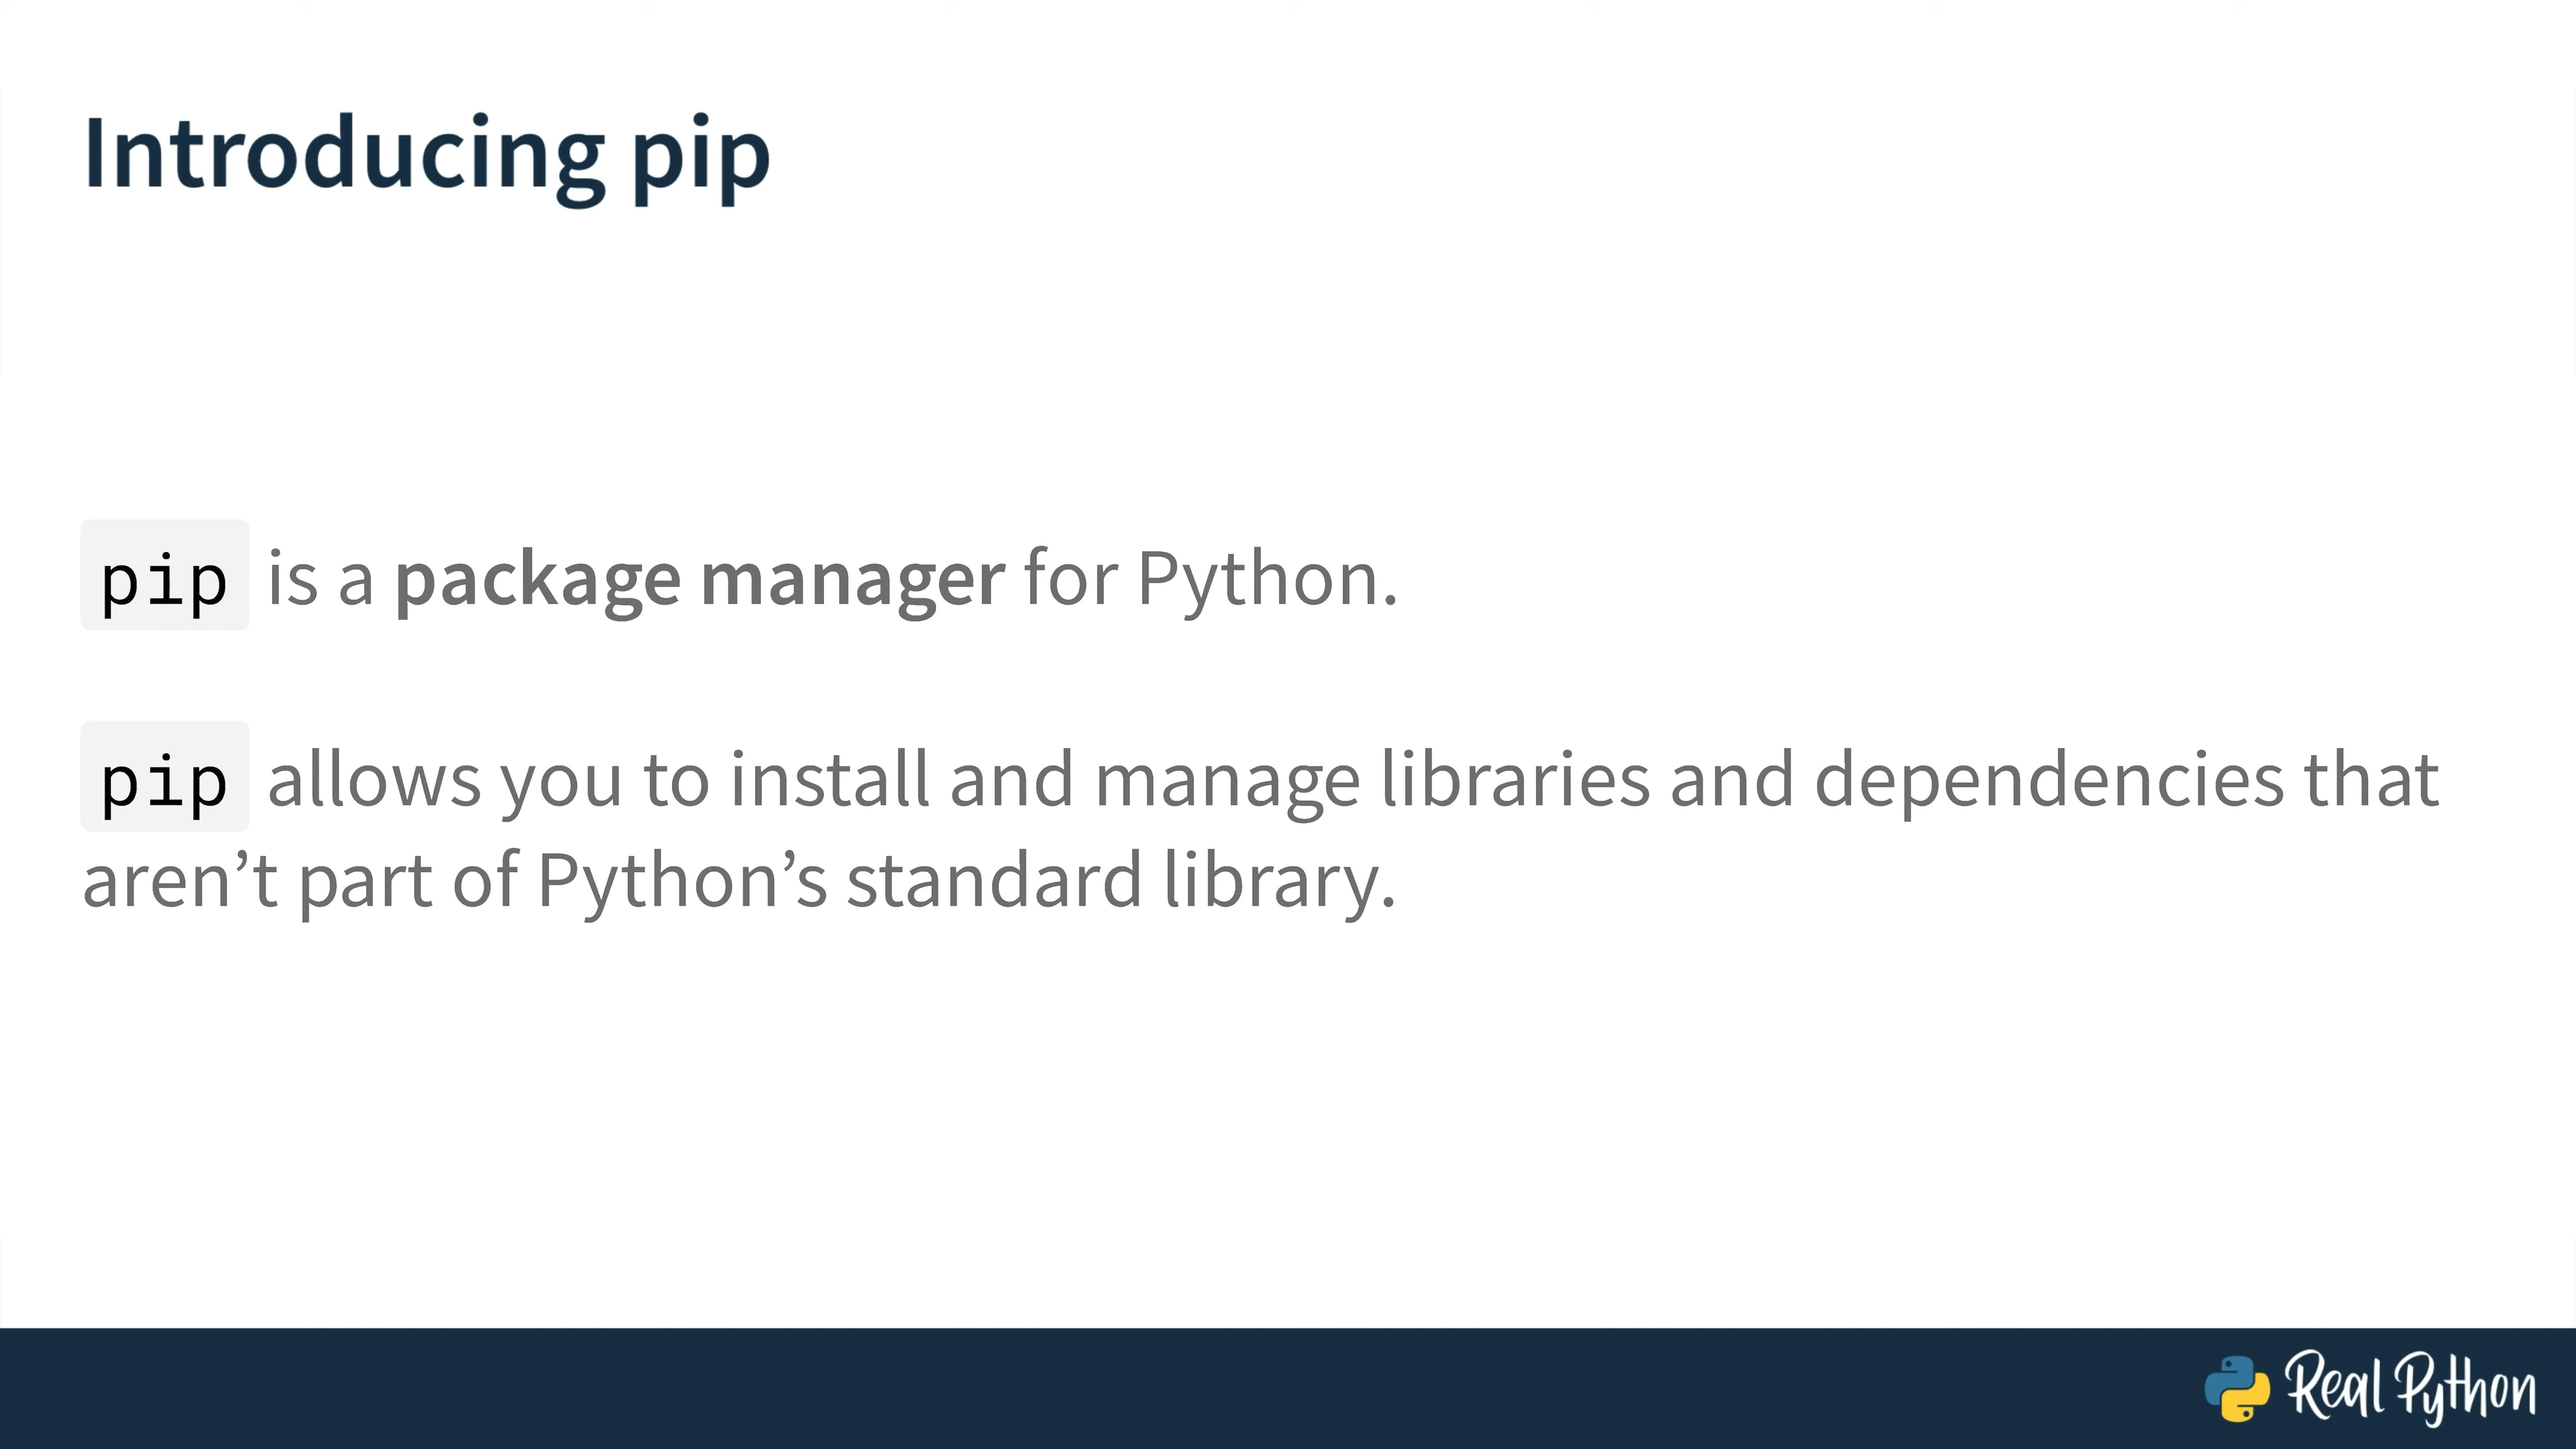 Introducing pip
pip is a package manager for Python.
pip allows you to install and manage libraries and dependencies that
aren’t part of Python’s standard library.
Real Python